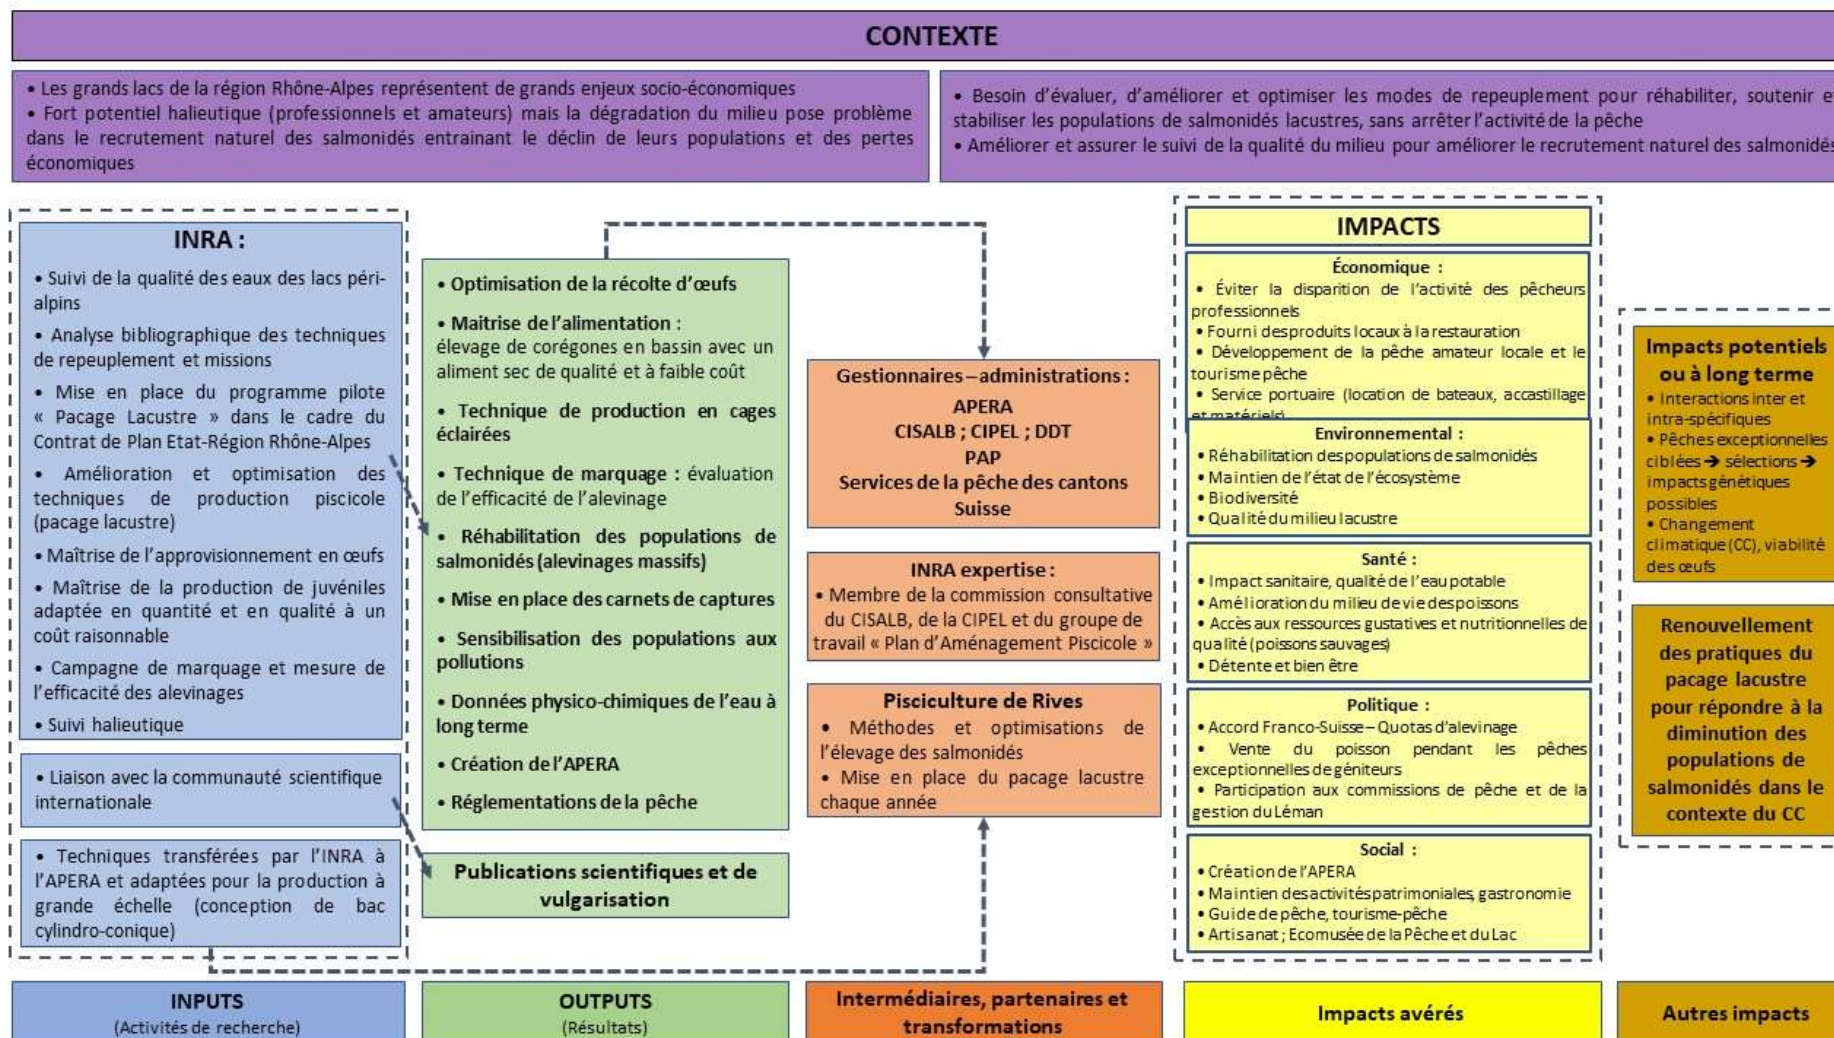 CONTEXTE
• Les grands lacs de la région Rhône-Alpes représentent de grands enjeux socio-économiques
• Fort potentiel halieutique (professionnels et amateurs) mais la dégradation du milieu pose problème
dans le recrutement naturel des salmonidés entrainant le déclin de leurs populations et des pertes
économiques
• Besoin d'évaluer, d'améliorer et optimiser les modes de repeuplement pour réhabiliter, soutenir e
stabiliser les populations de salmonidés lacustres, sans arrêter l'activité de la pêche
• Améliorer et assurer le suivi de la qualité du milieu pour améliorer le recrutement naturel des salmonidés
INRA :
• Suivi de la qualité des eaux des lacs péri-
alpins
• Analyse bibliographique des techniques
de repeuplement et missions
• Mise en place du programme pilote
« Pacage Lacustre » dans le cadre du
Contrat de Plan Etat-Région Rhône-Alpes
• Amélioration et optimisation des
techniques de production piscicole
(pacage lacustre)
• Maîtrise de l'approvisionnement en œufs
• Maîtrise de la production de juvéniles
adaptée en quantité et en qualité à un
coût raisonnable
• Campagne de marquage et mesure de
l'efficacité des alevinages
• Suivi halieutique
• Liaison avec la communauté scientifique
internationale
• Techniques transférées par l'INRA à
l'APERA et adaptées pour la production à
grande échelle (conception de bac
cylindro-conique)
INPUTS
(Activités de recherche)
• Optimisation de la récolte d'œufs
• Maitrise de l'alimentation :
élevage de corégones en bassin avec un
aliment sec de qualité et à faible coût
• Technique de production en cages
éclairées
• Technique de marquage : évaluation
de l'efficacité de l'alevinage
• Réhabilitation des populations de
salmonidés (alevinages massifs)
• Mise en place des carnets de captures
• Sensibilisation des populations aux
pollutions
• Données physico-chimiques de l'eau à
long terme
• Création de l'APERA
• Réglementations de la pêche
Publications scientifiques et de
vulgarisation
OUTPUTS
(Résultats)
Gestionnaires – administrations :
APERA
CISALB ; CIPEL ; DDT
PAP
Services de la pêche des cantons
Suisse
INRA expertise :
• Membre de la commission consultative
du CISALB, de la CIPEL et du groupe de
travail « Plan d'Aménagement Piscicole »
Pisciculture de Rives
• Méthodes et optimisations de
l'élevage des salmonidés
• Mise en place du pacage lacustre
chaque année
Intermédiaires, partenaires et
transformations
IMPACTS
Économique :
• Éviter la disparition de l'activité des pêcheurs
professionnels
• Fourni des produits locaux à la restauration
• Développement de la pêche amateur locale et le
tourisme pêche
• Service portuaire (location de bateaux, accastillage
et matériels)
Environnemental :
• Réhabilitation des populations de salmonidés
• Maintien de l'état de l'écosystème
• Biodiversité
• Qualité du milieu lacustre
Santé :
• Impact sanitaire, qualité de l'eau potable
• Amélioration du milieu de vie des poissons
• Accès aux ressources gustatives et nutritionnelles de
qualité (poissons sauvages)
• Détente et bien être
Politique :
• Accord Franco-Suisse – Quotas d'alevinage
• Vente du poisson pendant les pêches
exceptionnelles de géniteurs
• Participation aux commissions de pêche et de la
gestion du Léman
Social :
• Création de l'APERA
• Maintien des activités patrimoniales, gastronomie
• Guide de pêche, tourisme-pêche
• Artisanat ; Ecomusée de la Pêche et du Lac
Impacts avérés
Impacts potentiels
ou à long terme
• Interactions inter et
intra-spécifiques
• Pêches exceptionnelles
ciblées ➔ sélections ➔
impacts génétiques
possibles
• Changement
climatique (CC), viabilité
des œufs
Renouvellement
des pratiques du
pacage lacustre
pour répondre à la
diminution des
populations de
salmonidés dans le
contexte du CC
Autres impacts